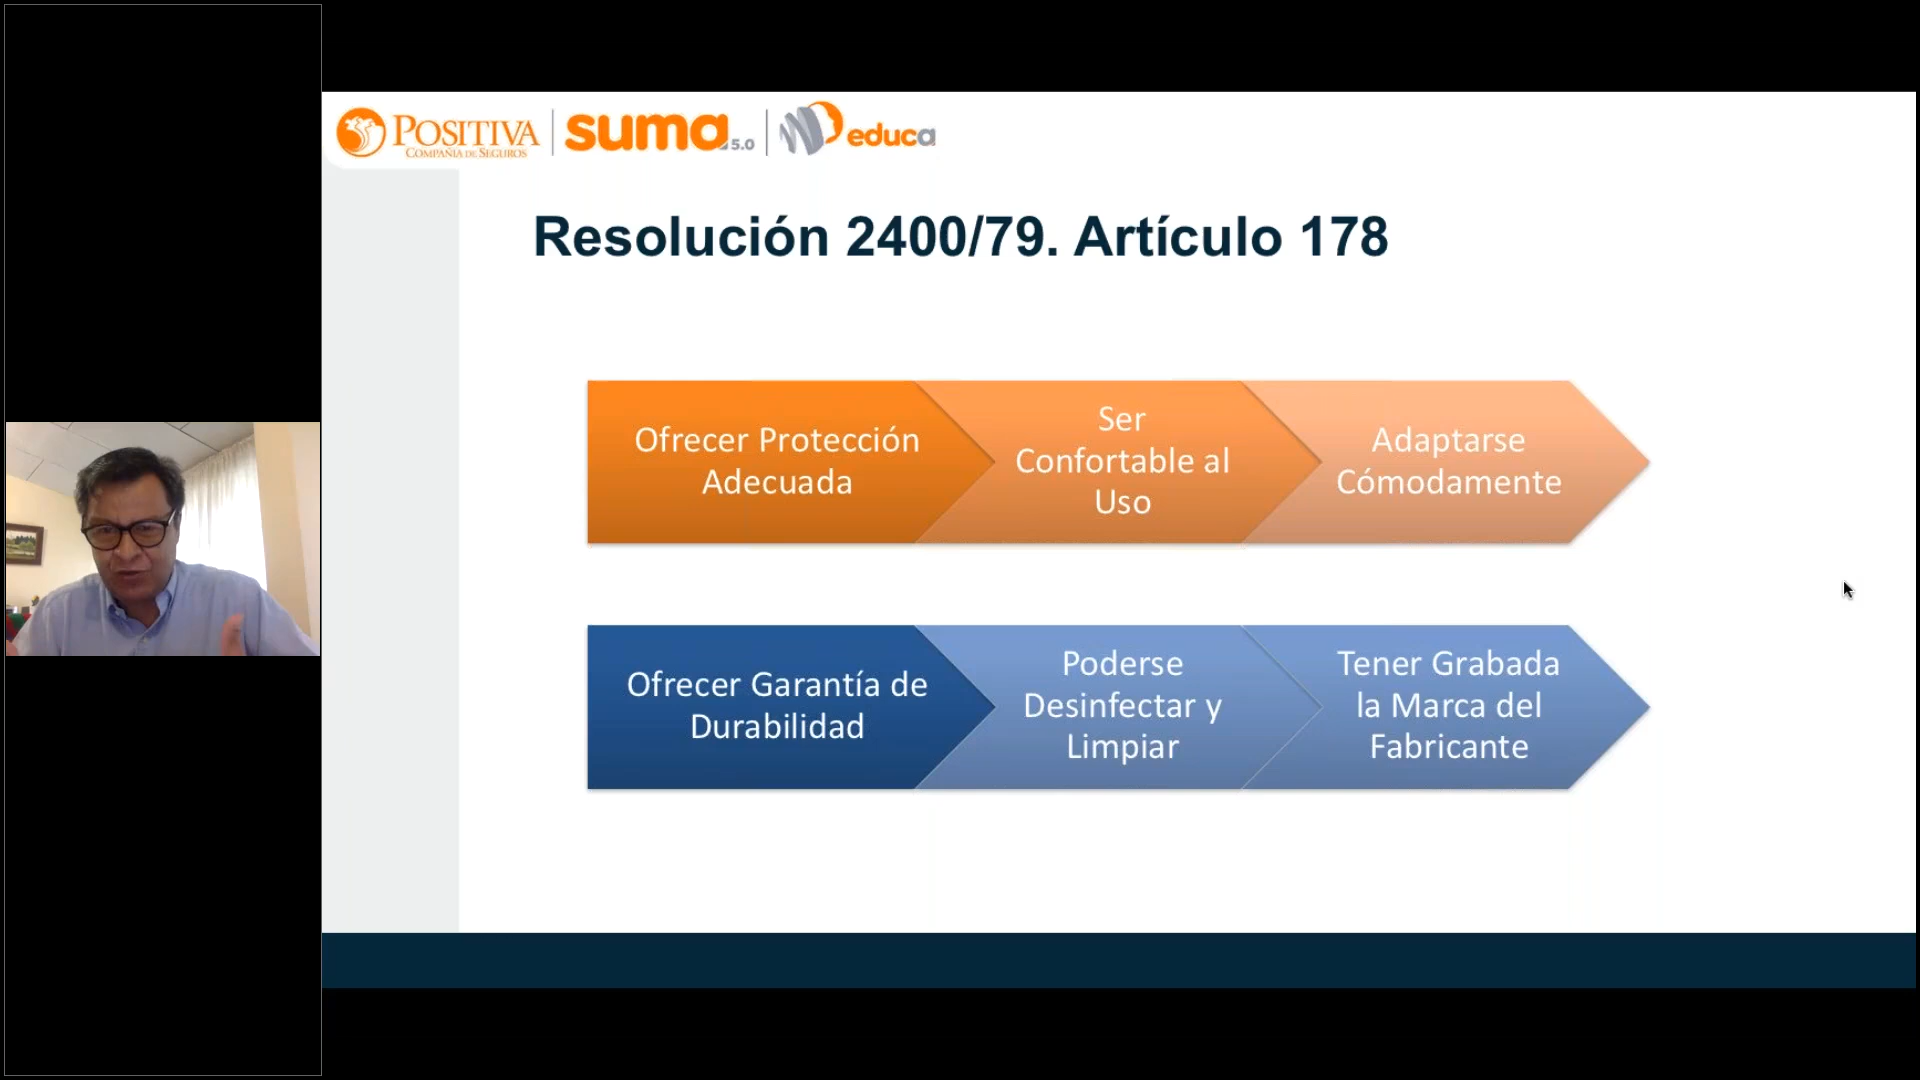 POSITIVA
COMPAÑIA DE SEGUROS
suma 5.0
educa
Resolución 2400/79. Artículo 178
Ofrecer Protección
Adecuada
Ser
Confortable al
Uso
Adaptarse
Cómodamente
Ofrecer Garantía de
Durabilidad
Poderse
Desinfectar y
Limpiar
Tener Grabada
la Marca del
Fabricante